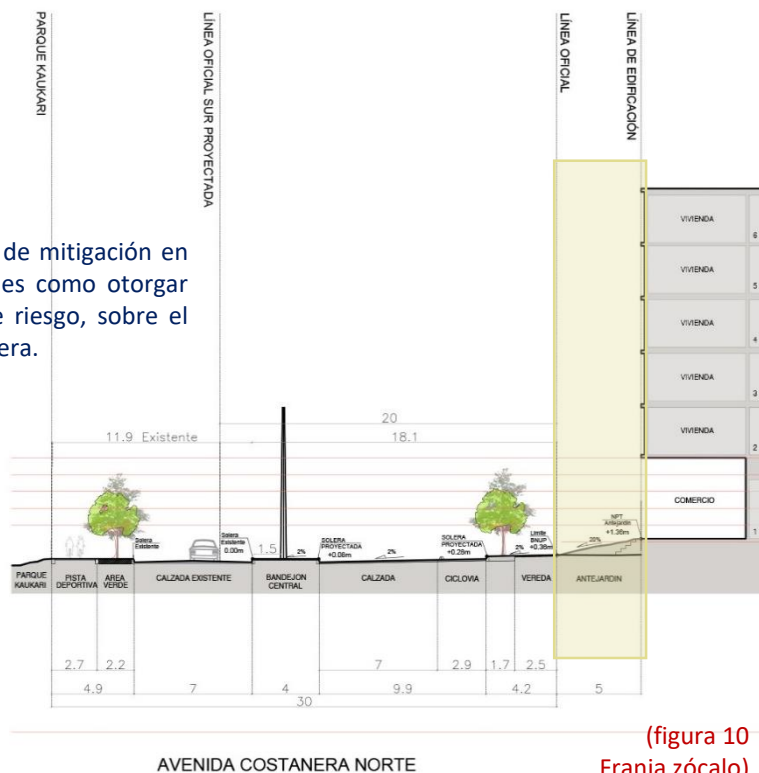 PARQUE KAUKARI
LÍNEA OFICIAL SUR PROYECTADA
LÍNEA OFICIAL
LÍNEA DE EDIFICACIÓN
de mitigación en
es como otorgar
e riesgo, sobre el
era.
VIVIENDA
6
VIVIENDA
5
VIVIENDA
4
VIVIENDA
3
VIVIENDA
2
COMERCIO
1
20
11.9 Existente
18.1
Solera
Existente
Solera
Existente
0.00m
1.5
2%
SOLERA
PROYECTADA
+0.08m
2%
SOLERA
PROYECTADA
+0.28m
2%
Límite
BNUP
+0.38m
20%
NPT
Antejardín
+1.38m
PARQUE
KAUKARI
PISTA
DEPORTIVA
AREA
VERDE
CALZADA EXISTENTE
BANDEJON
CENTRAL
CALZADA
CICLOVIA
VEREDA
ANTEJARDIN
2.7
2.2
7
2.9
1.7
2.5
4.9
7
4
9.9
4.2
5
30
AVENIDA COSTANERA NORTE
(figura 10
Franja zócalo)